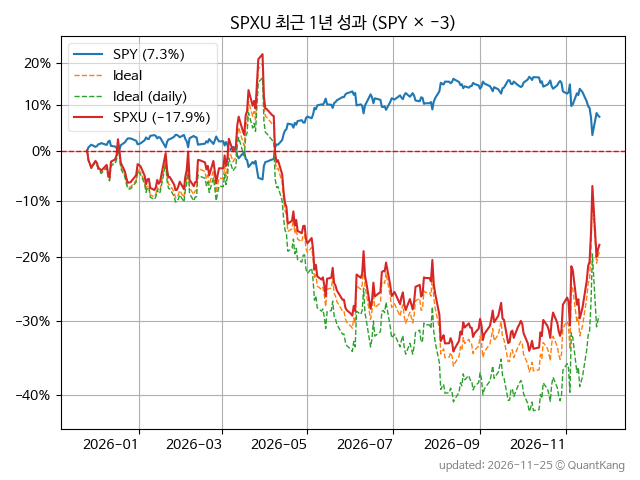 SPXU 최근 1년 성과 (SPY × −3)
SPY (7.3%)
Ideal
Ideal (daily)
SPXU (−17.9%)
20%
10%
0%
−10%
−20%
−30%
−40%
2026−01
2026−03
2026−05
2026−07
2026−09
2026−11
updated: 2026−11−25 © QuantKang